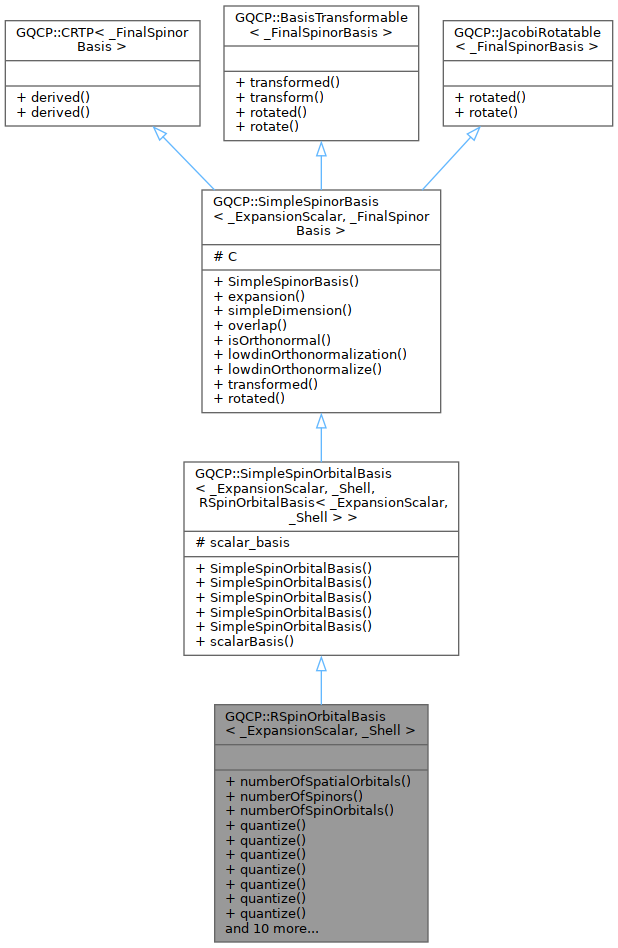 GQCP::CRTP< _FinalSpinor
Basis >
+ derived()
+ derived()
GQCP::BasisTransformable
< _FinalSpinorBasis >
+ transformed()
+ transform()
+ rotated()
+ rotate()
GQCP::JacobiRotatable
< _FinalSpinorBasis >
+ rotated()
+ rotate()
GQCP::SimpleSpinorBasis
< _ExpansionScalar, _FinalSpinor
Basis >
# C
+ SimpleSpinorBasis()
+ expansion()
+ simpleDimension()
+ overlap()
+ isOrthonormal()
+ lowdinOrthonormalization()
+ lowdinOrthonormalize()
+ transformed()
+ rotated()
GQCP::SimpleSpinOrbitalBasis
< _ExpansionScalar, _Shell,
RSpinOrbitalBasis< _ExpansionScalar,
_Shell > >
# scalar_basis
+ SimpleSpinOrbitalBasis()
+ SimpleSpinOrbitalBasis()
+ SimpleSpinOrbitalBasis()
+ SimpleSpinOrbitalBasis()
+ SimpleSpinOrbitalBasis()
+ scalarBasis()
GQCP::RSpinOrbitalBasis
< _ExpansionScalar, _Shell >
+ numberOfSpatialOrbitals()
+ numberOfSpinors()
+ numberOfSpinOrbitals()
+ quantize()
+ quantize()
+ quantize()
+ quantize()
+ quantize()
+ quantize()
+ quantize()
and 10 more...